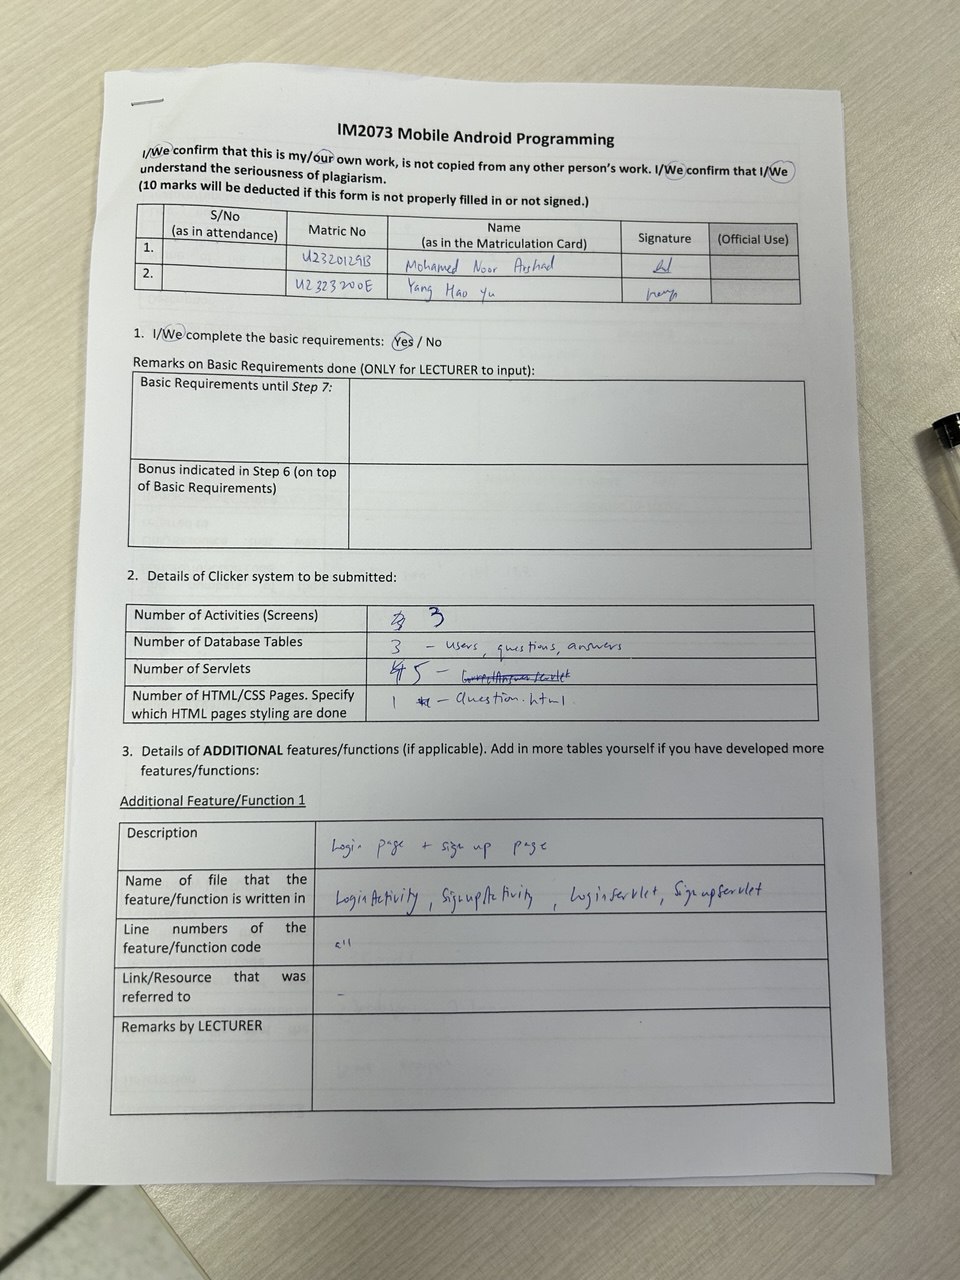 IM2073 Mobile Android Programming
I/We confirm that this is my/our own work, is not copied from any other person's work. I/We confirm that I/We
understand the seriousness of plagiarism.
(10 marks will be deducted if this form is not properly filled in or not signed.)
S/No
(as in attendance)
Matric No
Name
(as in the Matriculation Card)
Signature
(Official Use)
1.
Mohamed Noor Arshad
2.
U2323200E
Yang Hao Yu
1. I/We complete the basic requirements: Yes / No
Remarks on Basic Requirements done (ONLY for LECTURER to input):
Basic Requirements until Step 7:
Bonus indicated in Step 6 (on top
of Basic Requirements)
2. Details of Clicker system to be submitted:
Number of Activities (Screens)
3
Number of Database Tables
3 - users, questions, answers
Number of Servlets
5 -
Number of HTML/CSS Pages. Specify
which HTML pages styling are done
1 - Question.html
3. Details of ADDITIONAL features/functions (if applicable). Add in more tables yourself if you have developed more
features/functions:
Additional Feature/Function 1
Description
Login page + sign up page
Name of file that the
feature/function is written in
LoginActivity, SignupActivity, LoginServlet, SignupServlet
Line numbers of the
feature/function code
all
Link/Resource that was
referred to
-
Remarks by LECTURER